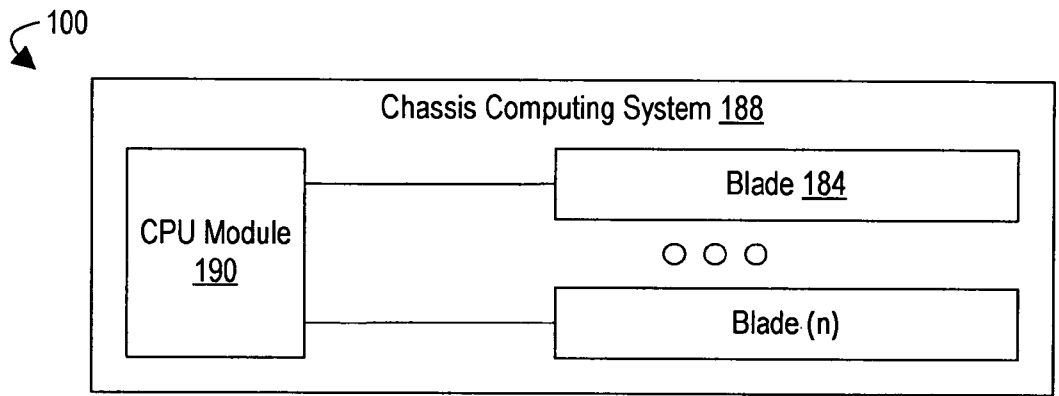 100
Chassis Computing System 188
CPU Module
190
Blade 184
Blade (n)